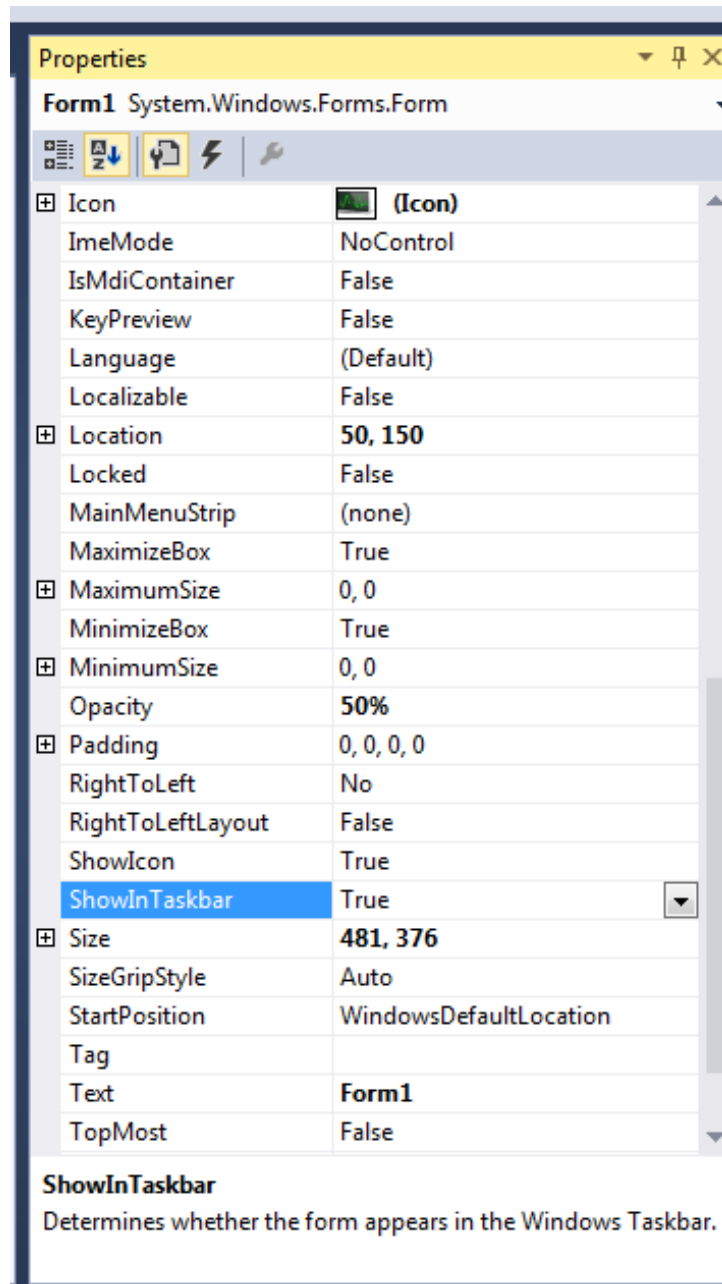 Properties
Form1 System.Windows.Forms.Form
Icon (Icon)
ImeMode NoControl
IsMdiContainer False
KeyPreview False
Language (Default)
Localizable False
Location 50, 150
Locked False
MainMenuStrip (none)
MaximizeBox True
MaximumSize 0, 0
MinimizeBox True
MinimumSize 0, 0
Opacity 50%
Padding 0, 0, 0, 0
RightToLeft No
RightToLeftLayout False
ShowIcon True
ShowInTaskbar True
Size 481, 376
SizeGripStyle Auto
StartPosition WindowsDefaultLocation
Tag
Text Form1
TopMost False
ShowInTaskbar
Determines whether the form appears in the Windows Taskbar.